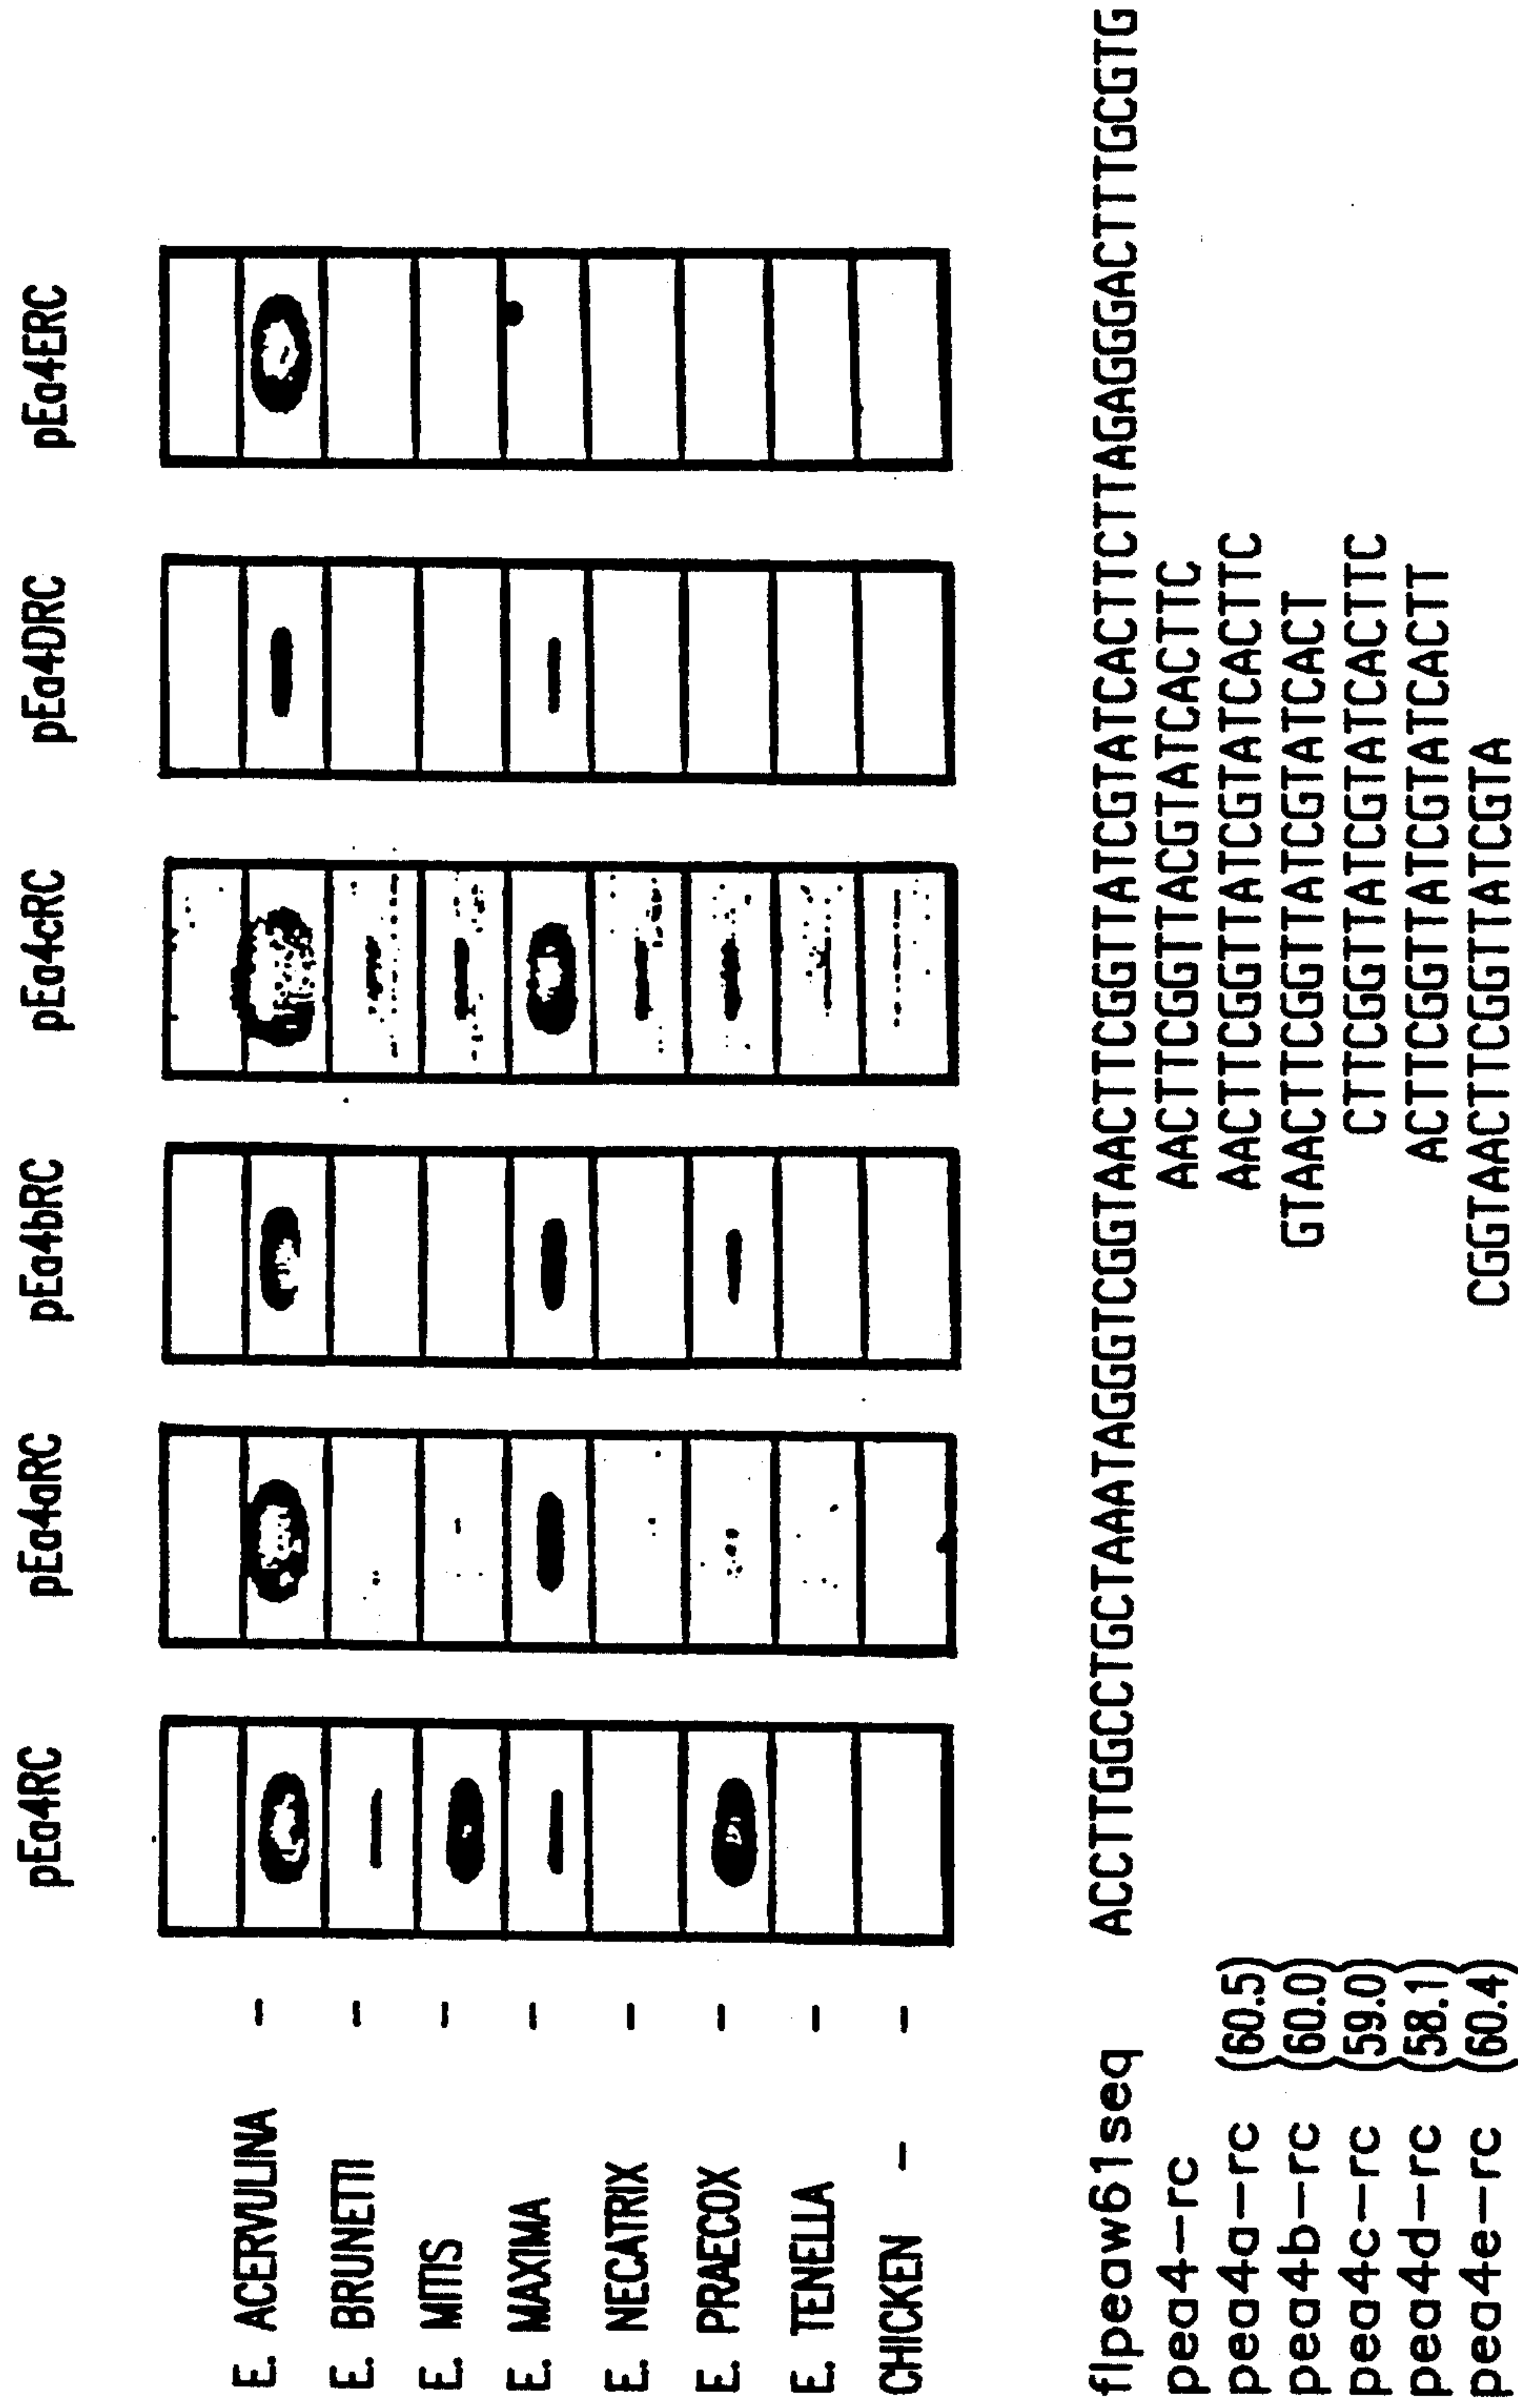 pEa4RC pEa4aRC pEa4bRC pEa4cRC pEa4DRC pEa4ERC
E. ACERVULINA -
E. BRUNETTI -
E. MITIS -
E. MAXIMA -
E. NECATRIX -
E. PRAECOX -
E. TENELLA -
CHICKEN - -
flpeaw61seq ACCTTGGCCTGCTAAATAGGGTCGGTAACTTCGGTTATCGTATCACTTCTTAGAGGGACTTTGCGTG
pea4-rc AACTTCGGTTACGTATCACTTC
pea4a-rc (60.5) AACTTCGGTTATCGTATCACTTC
pea4b-rc (60.0) GTAACTTCGGTTATCGTATCACT
pea4c-rc (59.0) CTTCGGTTATCGTATCACTTC
pea4d-rc (58.1) ACTTCGGTTATCGTATCACTT
pea4e-rc (60.4) CGGTAACTTCGGTTATCGTA